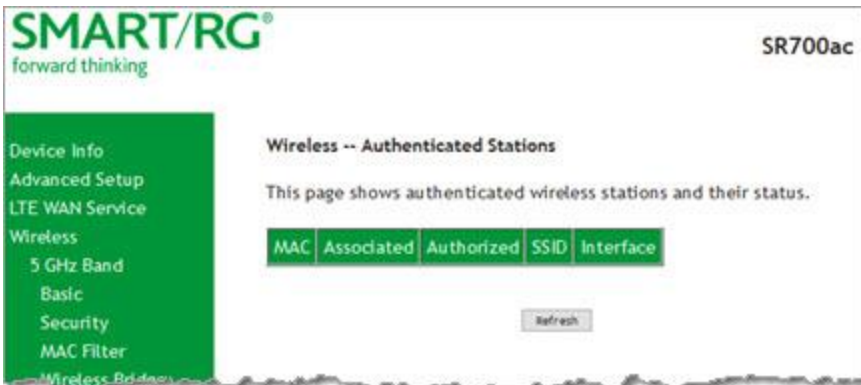 SMART/RG®
forward thinking
SR700ac
Device Info
Advanced Setup
LTE WAN Service
Wireless
5 GHz Band
Basic
Security
MAC Filter
Wireless Bridge
Wireless -- Authenticated Stations
This page shows authenticated wireless stations and their status.
MAC Associated Authorized SSID Interface
Refresh